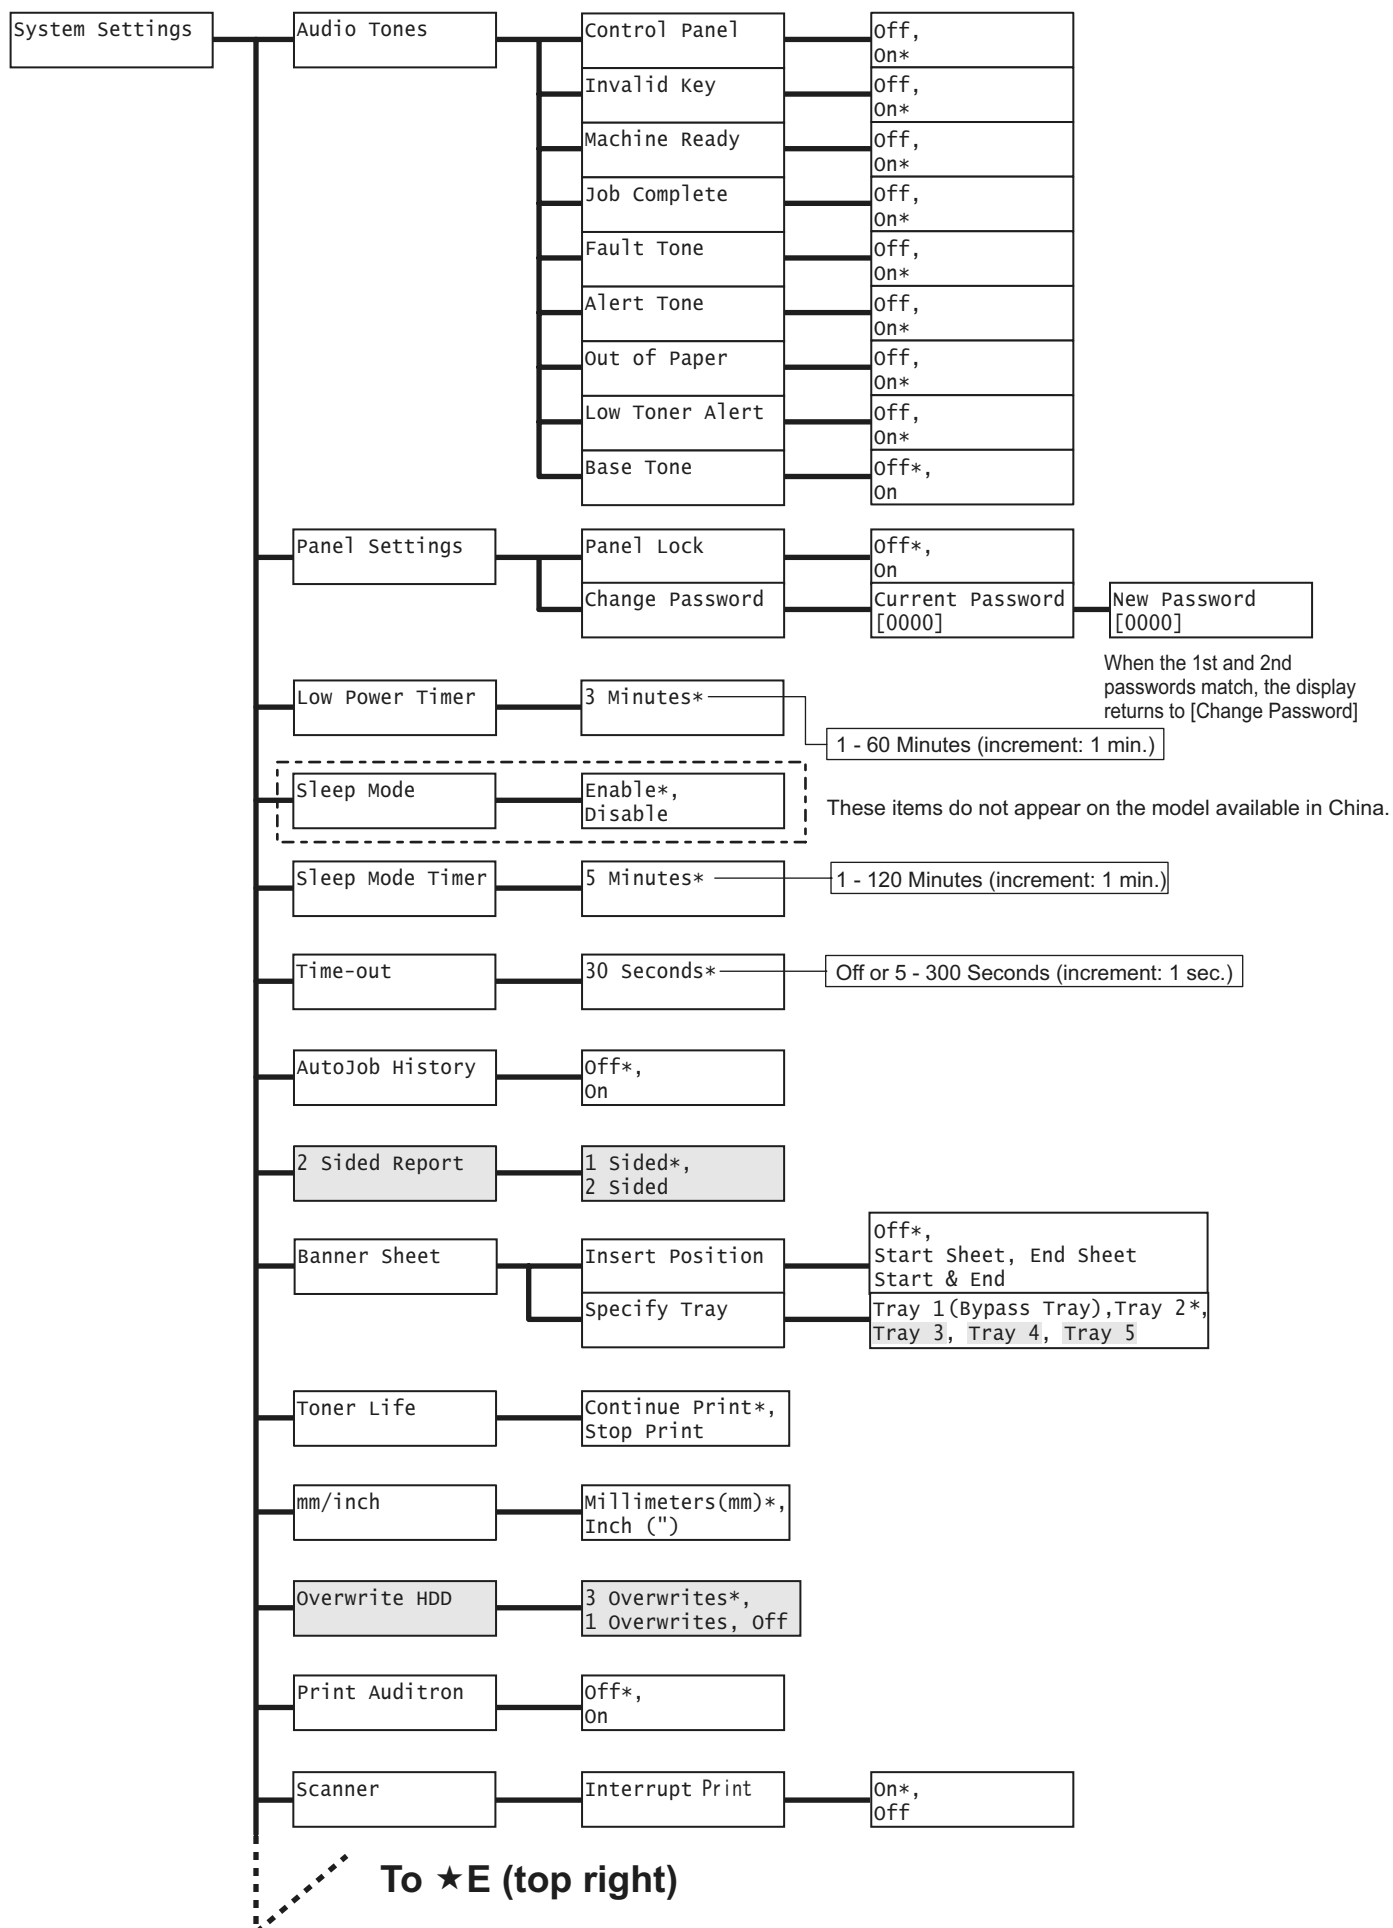 System Settings
Audio Tones
Control Panel
Off,
On*
Invalid Key
Off,
On*
Machine Ready
Off,
On*
Job Complete
Off,
On*
Fault Tone
Off,
On*
Alert Tone
Off,
On*
Out of Paper
Off,
On*
Low Toner Alert
Off,
On*
Base Tone
Off*,
On
Panel Settings
Panel Lock
Off*,
On
Change Password
Current Password
[0000]
New Password
[0000]
When the 1st and 2nd
passwords match, the display
returns to [Change Password]
Low Power Timer
3 Minutes*
1 - 60 Minutes (increment: 1 min.)
Sleep Mode
Enable*,
Disable
These items do not appear on the model available in China.
Sleep Mode Timer
5 Minutes*
1 - 120 Minutes (increment: 1 min.)
Time-out
30 Seconds*
Off or 5 - 300 Seconds (increment: 1 sec.)
AutoJob History
Off*,
On
2 Sided Report
1 Sided*,
2 Sided
Banner Sheet
Insert Position
Off*,
Start Sheet, End Sheet
Start & End
Specify Tray
Tray 1(Bypass Tray),Tray 2*,
Tray 3, Tray 4, Tray 5
Toner Life
Continue Print*,
Stop Print
mm/inch
Millimeters(mm)*,
Inch (")
Overwrite HDD
3 Overwrites*,
1 Overwrites, Off
Print Auditron
Off*,
On
Scanner
Interrupt Print
On*,
Off
To ★E (top right)